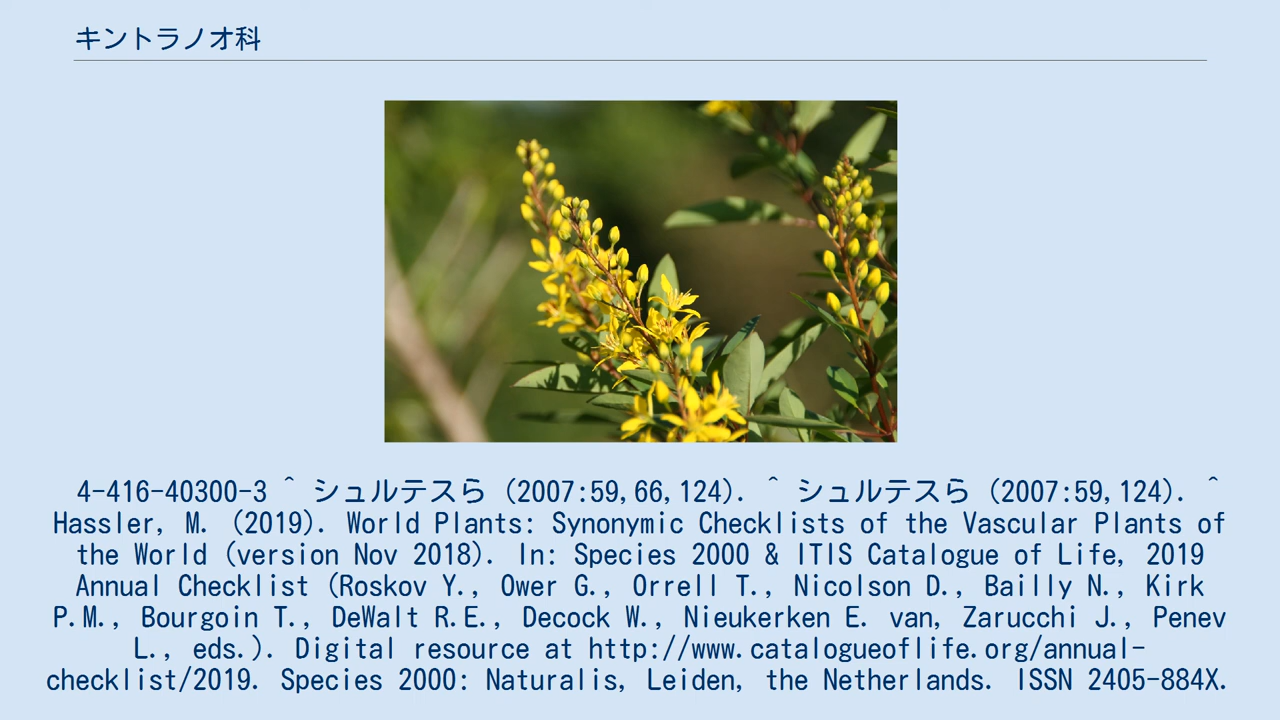 キントラノオ科
4-416-40300-3 ^ シュルテスら (2007:59,66,124). ^ シュルテスら (2007:59,124). ^
Hassler, M. (2019). World Plants: Synonymic Checklists of the Vascular Plants of
the World (version Nov 2018). In: Species 2000 & ITIS Catalogue of Life, 2019
Annual Checklist (Roskov Y., Ower G., Orrell T., Nicolson D., Bailly N., Kirk
P.M., Bourgoin T., DeWalt R.E., Decock W., Nieukerken E. van, Zarucchi J., Penev
L., eds.). Digital resource at http://www.catalogueoflife.org/annual-
checklist/2019. Species 2000: Naturalis, Leiden, the Netherlands. ISSN 2405-884X.